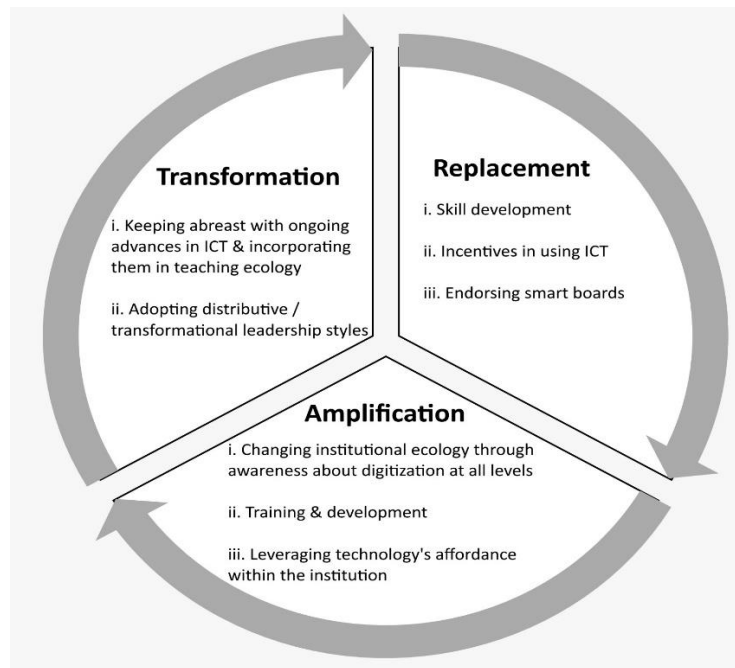 Transformation
i. Keeping abreast with ongoing
advances in ICT & incorporating
them in teaching ecology
ii. Adopting distributive /
transformational leadership styles
Replacement
i. Skill development
ii. Incentives in using ICT
iii. Endorsing smart boards
Amplification
i. Changing institutional ecology through
awareness about digitization at all levels
ii. Training & development
iii. Leveraging technology's affordance
within the institution